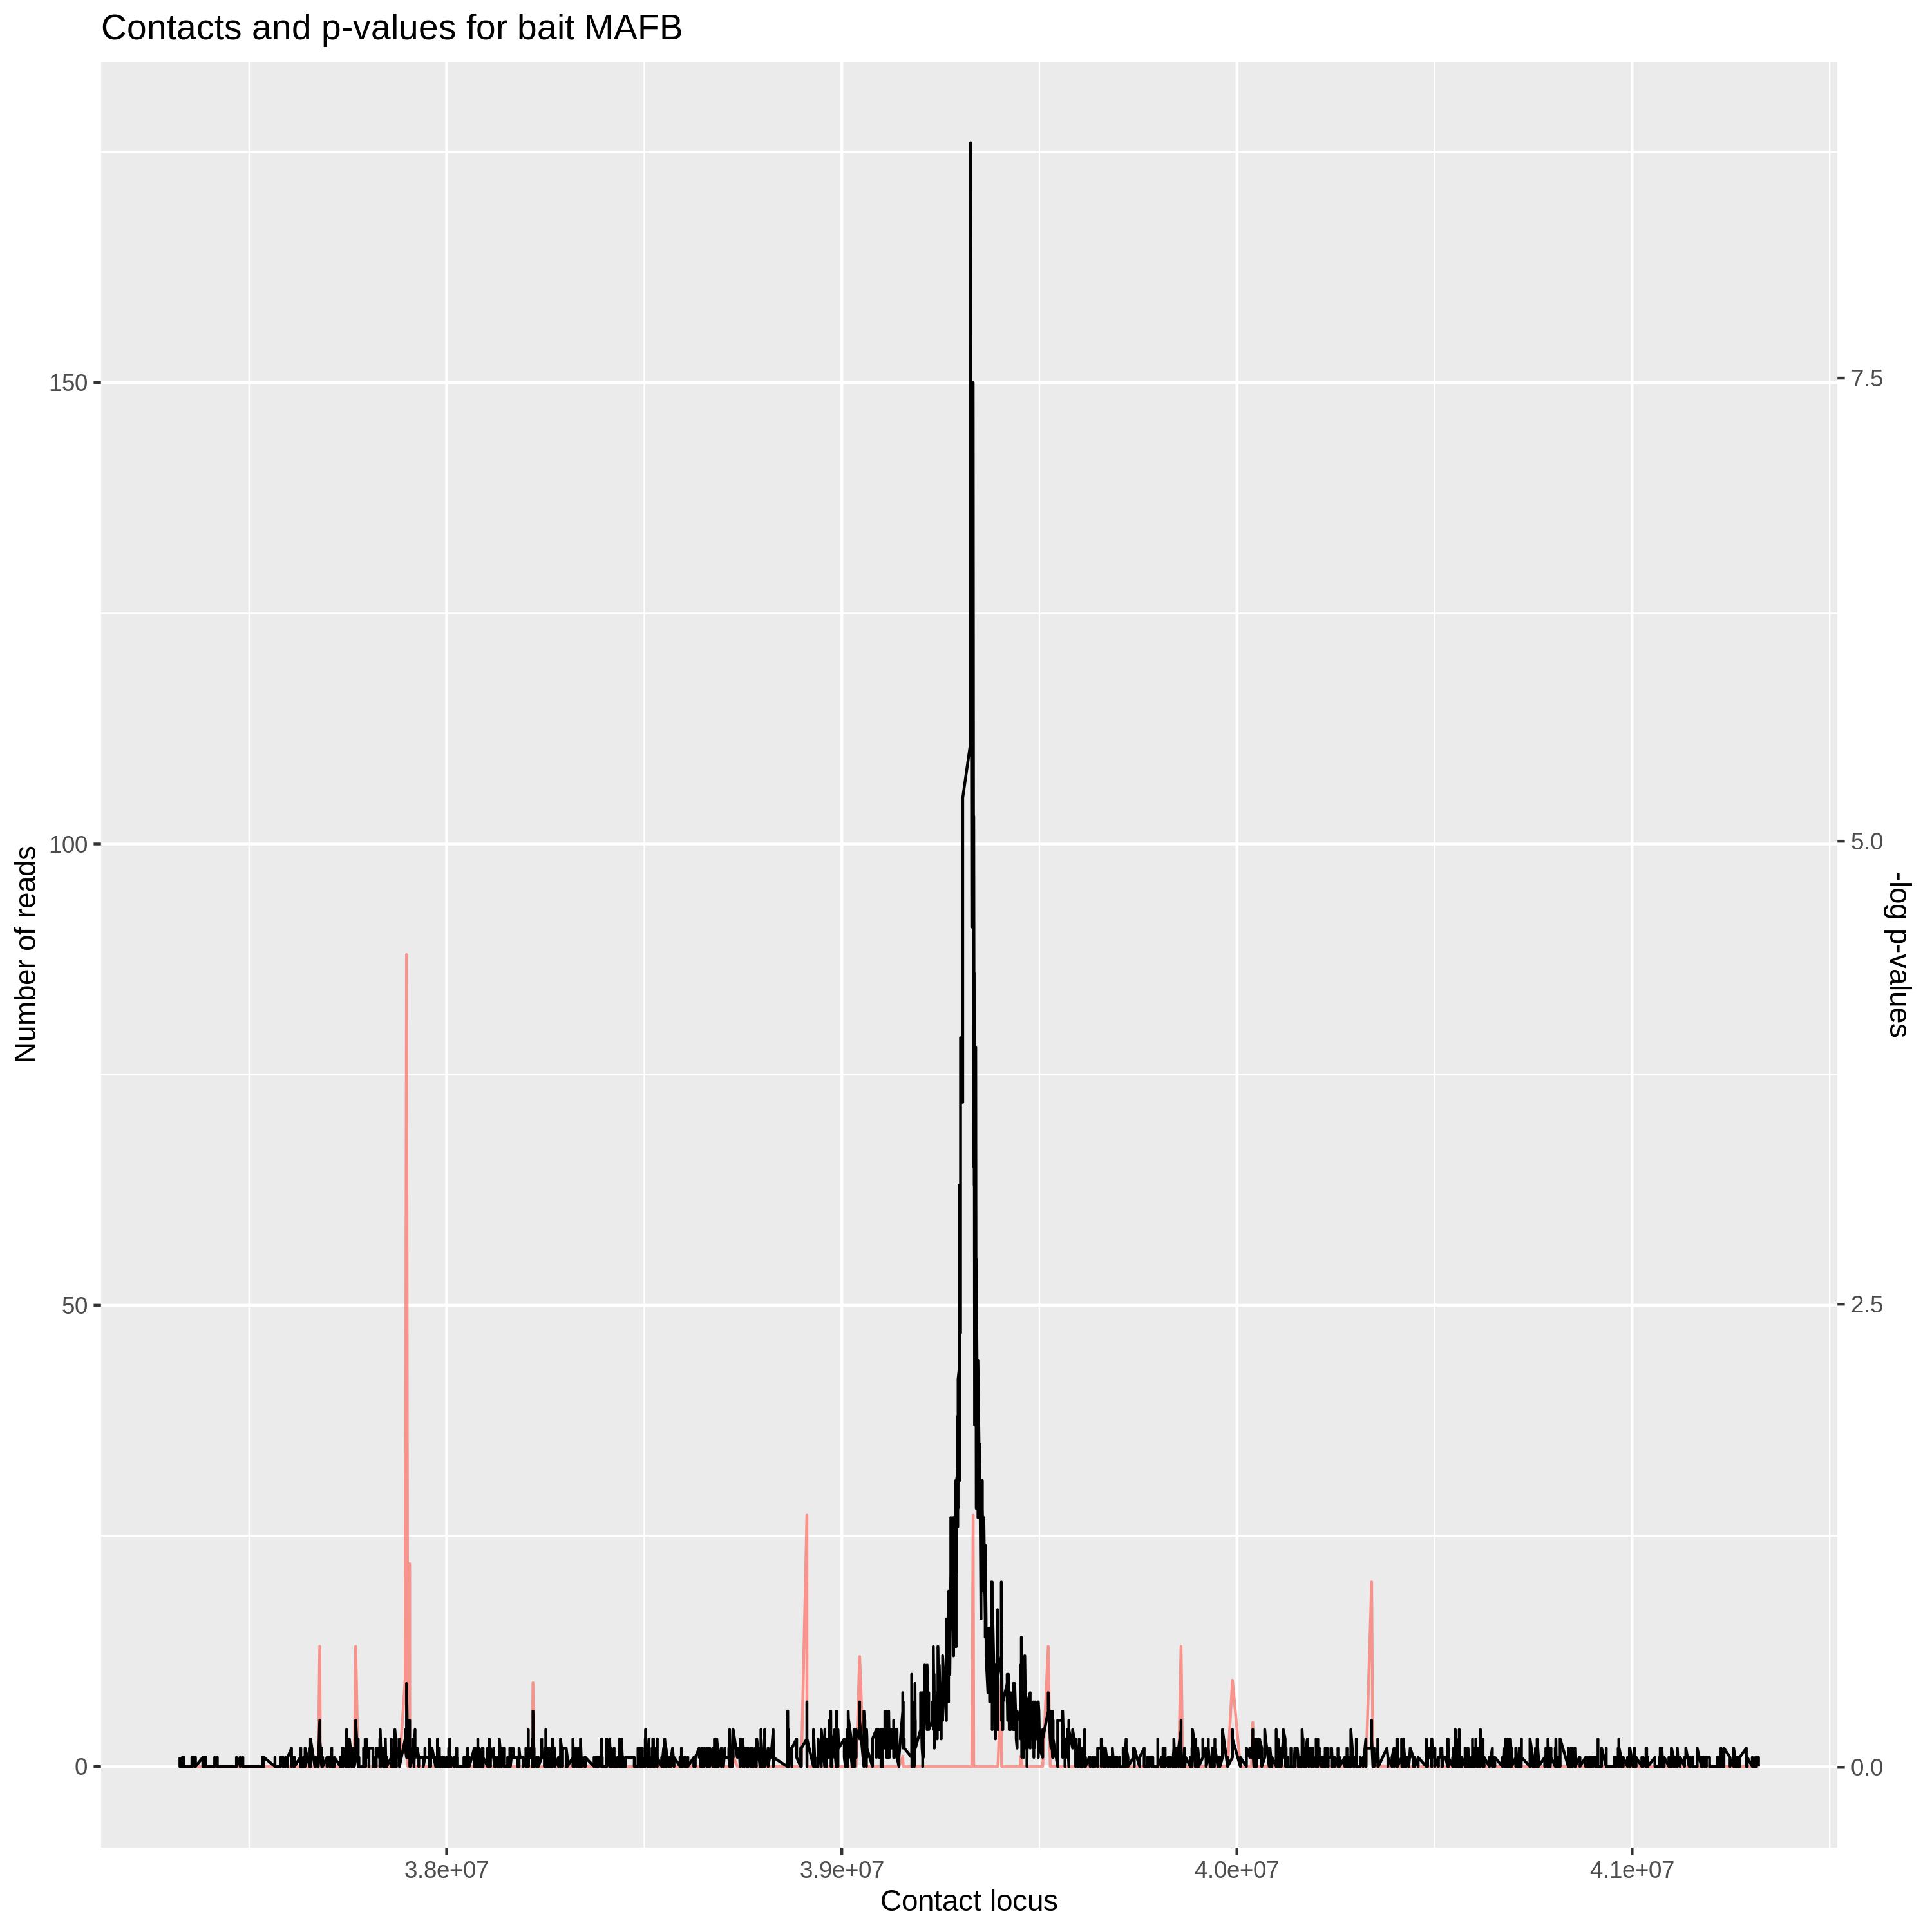 Contacts and p-values for bait MAFB
150
100
50
0
Number of reads
7.5
5.0
2.5
0.0
-log p-values
3.8e+07
3.9e+07
4.0e+07
4.1e+07
Contact locus